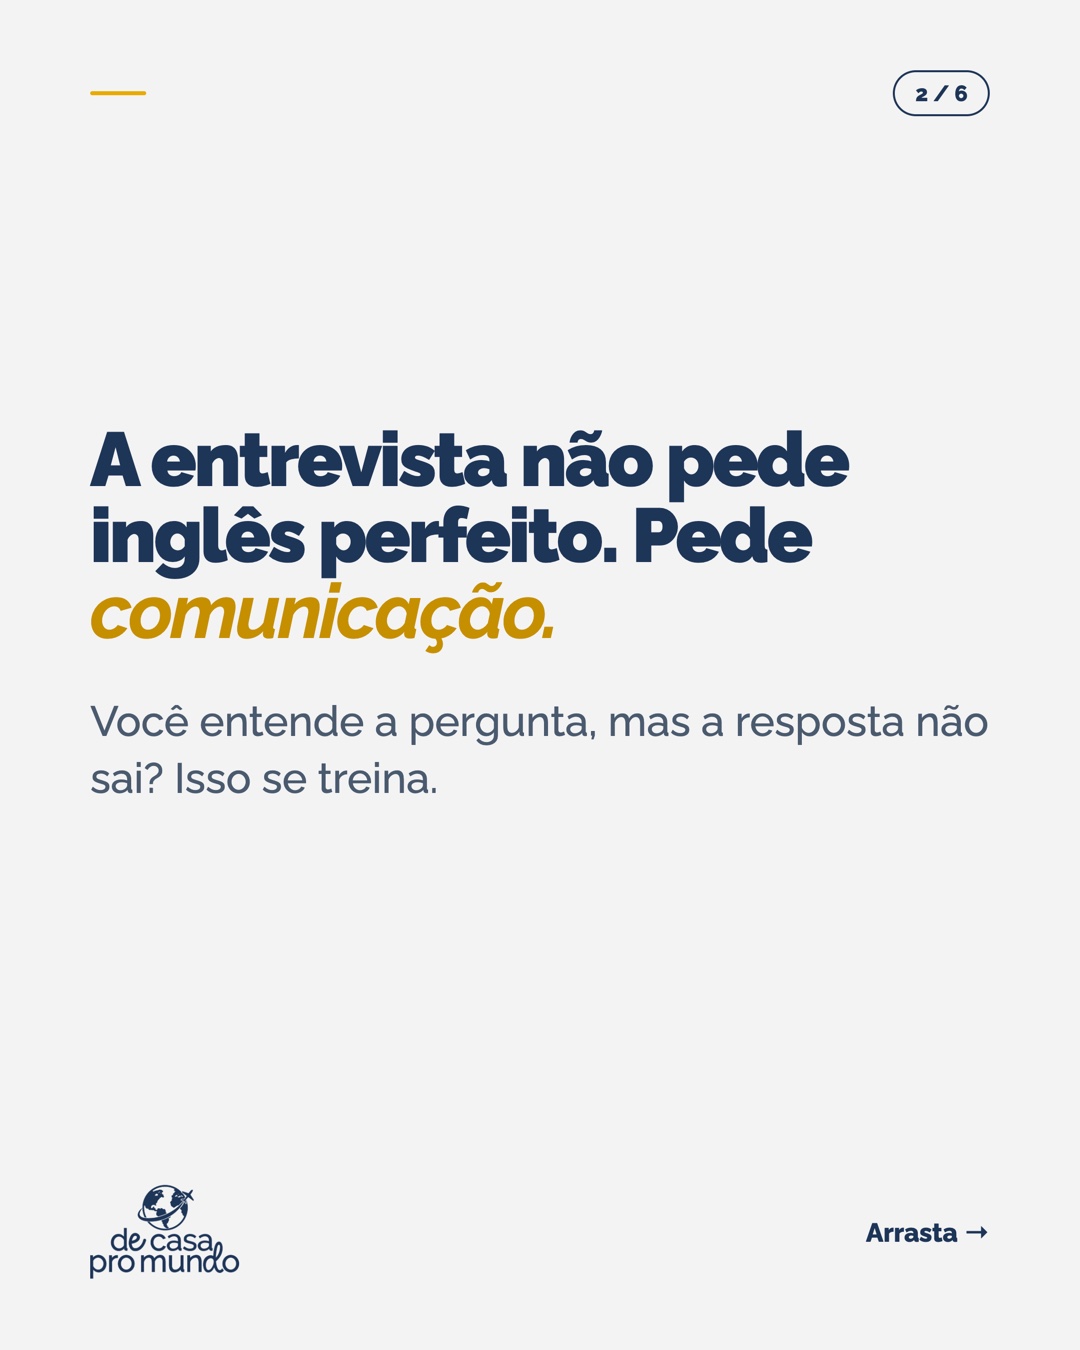 2 / 6
A entrevista não pede
inglês perfeito. Pede
comunicação.
Você entende a pergunta, mas a resposta não
sai? Isso se treina.
de casa
pro mundo
Arrasta →